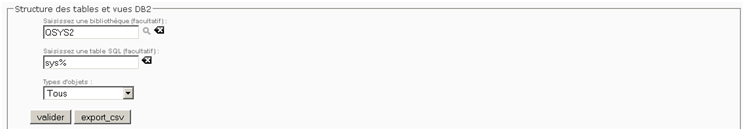 Structure des tables et vues DB2
Saisissez une bibliothèque (facultatif) :
QSYS2
Saisissez une table SQL (facultatif) :
sys%
Types d'objets :
Tous
valider export_csv